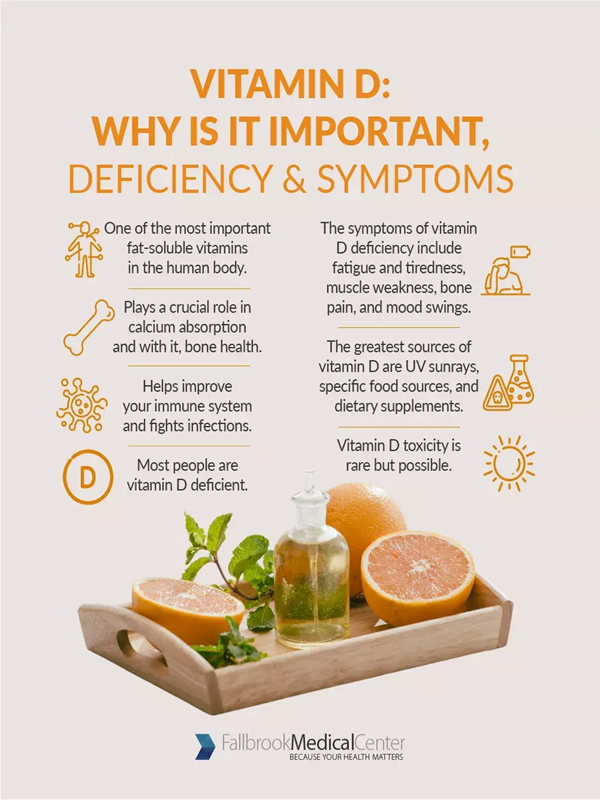 VITAMIN D:
WHY IS IT IMPORTANT,
DEFICIENCY & SYMPTOMS
One of the most important
fat-soluble vitamins
in the human body.
Plays a crucial role in
calcium absorption
and with it, bone health.
Helps improve
your immune system
and fights infections.
D
Most people are
vitamin D deficient.
The symptoms of vitamin
D deficiency include
fatigue and tiredness,
muscle weakness, bone
pain, and mood swings.
The greatest sources of
vitamin D are UV sunrays,
specific food sources, and
dietary supplements.
Vitamin D toxicity is
rare but possible.
FallbrookMedicalCenter
BECAUSE YOUR HEALTH MATTERS